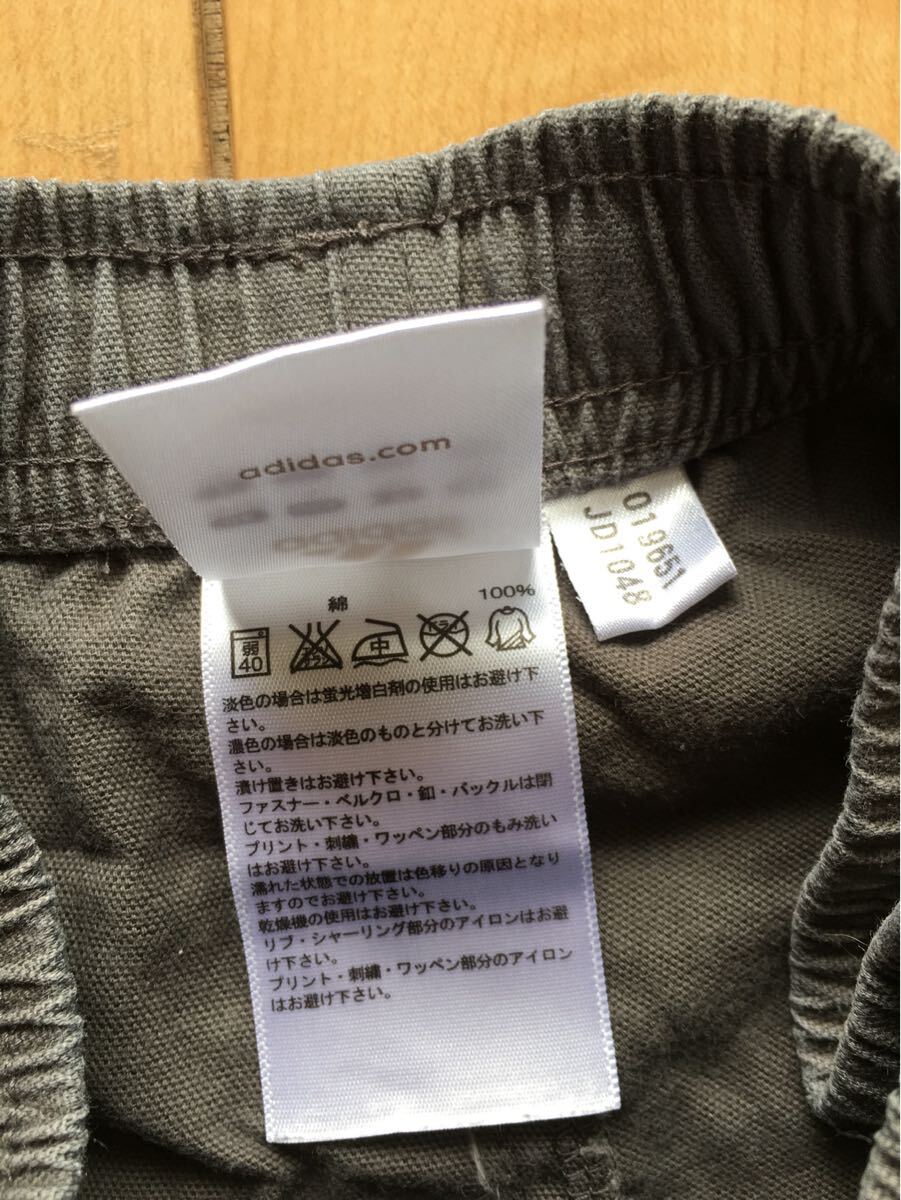 adidas.com
019651
JD1048
綿 100%
弱
40
エンソサラシ
中
ドライ
淡色の場合は蛍光増白剤の使用はお避け下
さい。
濃色の場合は淡色のものと分けてお洗い下
さい。
漬け置きはお避け下さい。
ファスナー・ベルクロ・釦・バックルは閉
じてお洗い下さい。
プリント・刺繍・ワッペン部分のもみ洗い
はお避け下さい。
濡れた状態での放置は色移りの原因となり
ますのでお避け下さい。
乾燥機の使用はお避け下さい。
リブ・シャーリング部分のアイロンはお避
け下さい。
プリント・刺繍・ワッペン部分のアイロン
はお避け下さい。